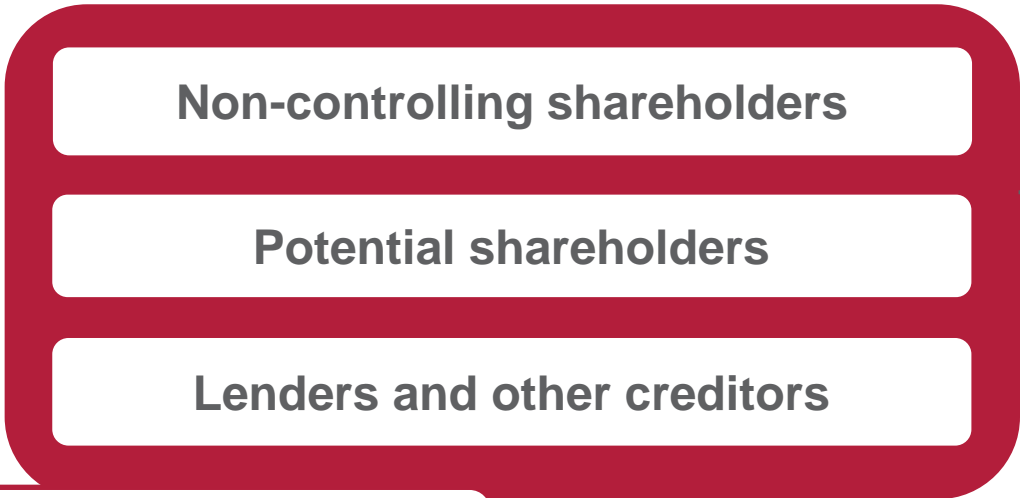 Non-controlling shareholders
Potential shareholders
Lenders and other creditors